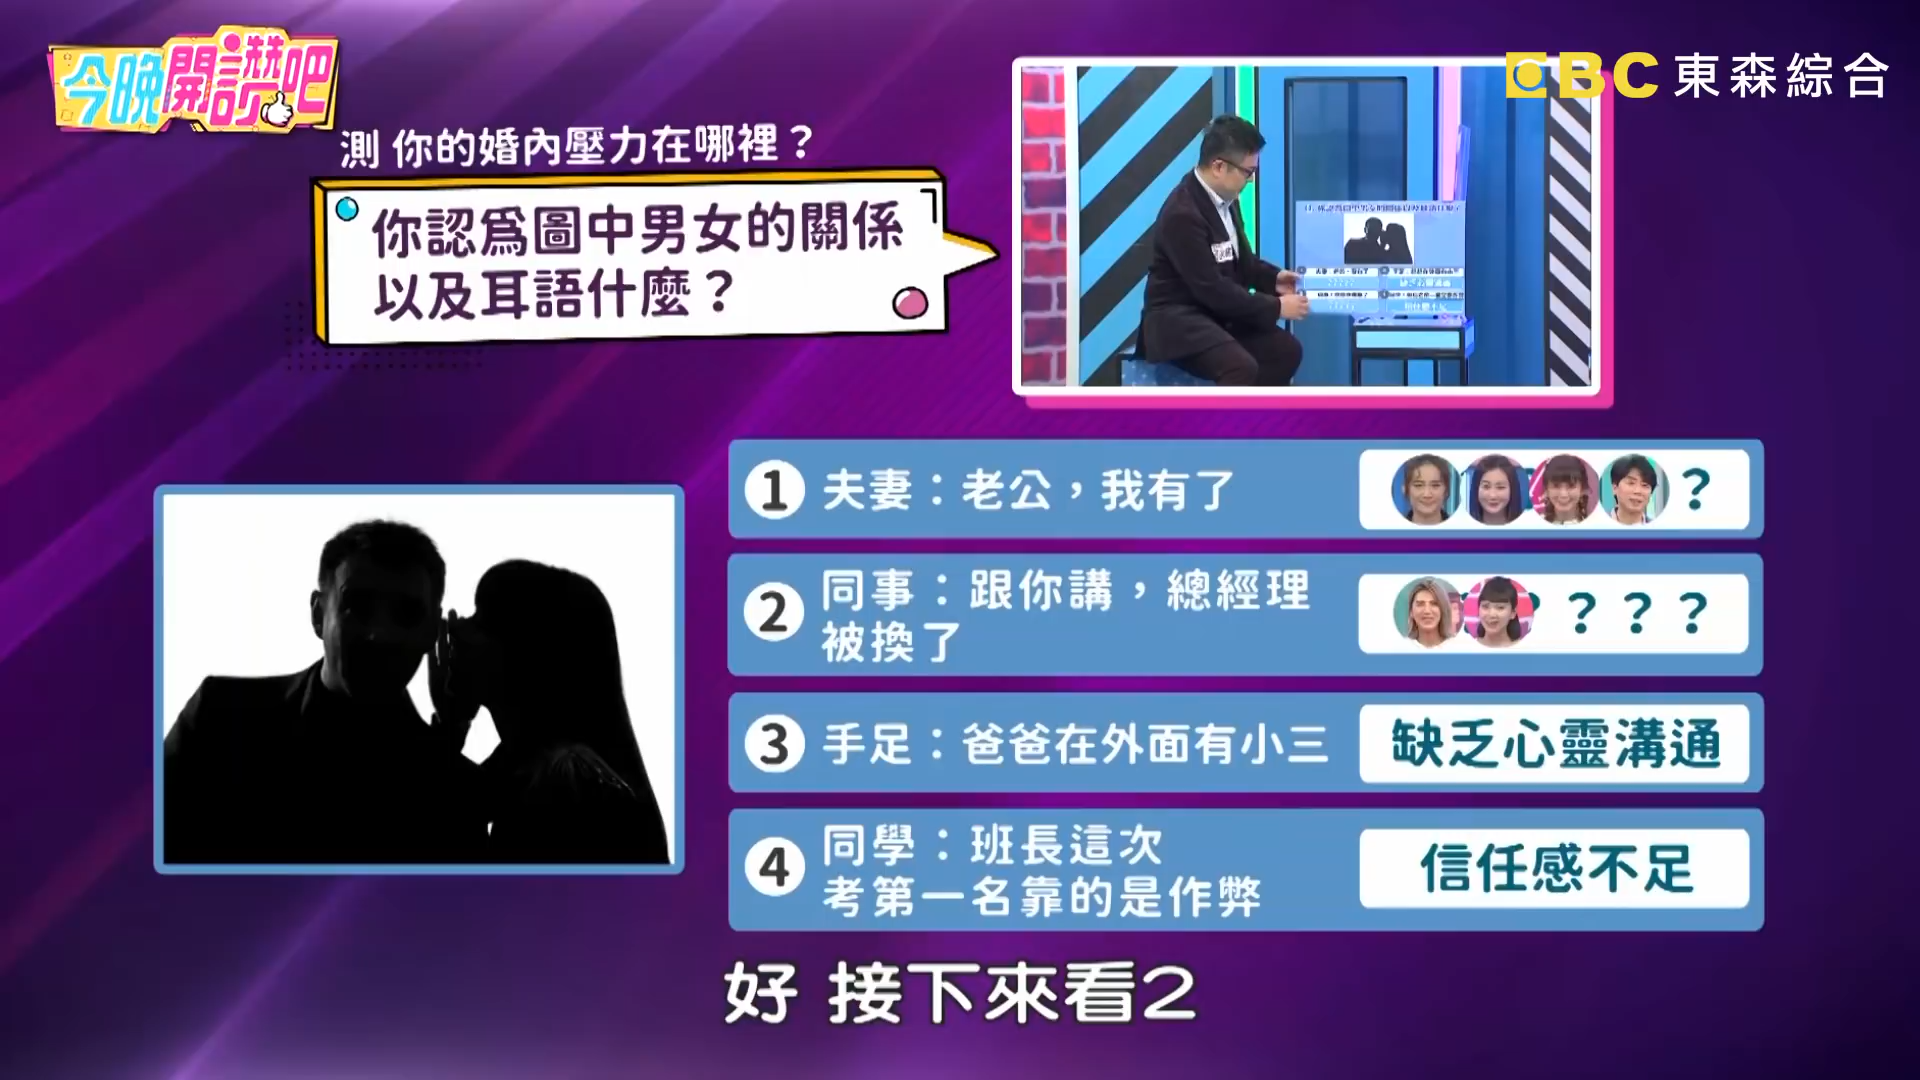 今晚開讚吧
EBC 東森綜合
測 你的婚內壓力在哪裡？
你認爲圖中男女的關係
以及耳語什麼？
1 夫妻：老公，我有了
？
2 同事：跟你講，總經理
被換了
？？？？
3 手足：爸爸在外面有小三
缺乏心靈溝通
4 同學：班長這次
考第一名靠的是作弊
信任感不足
好 接下來看2